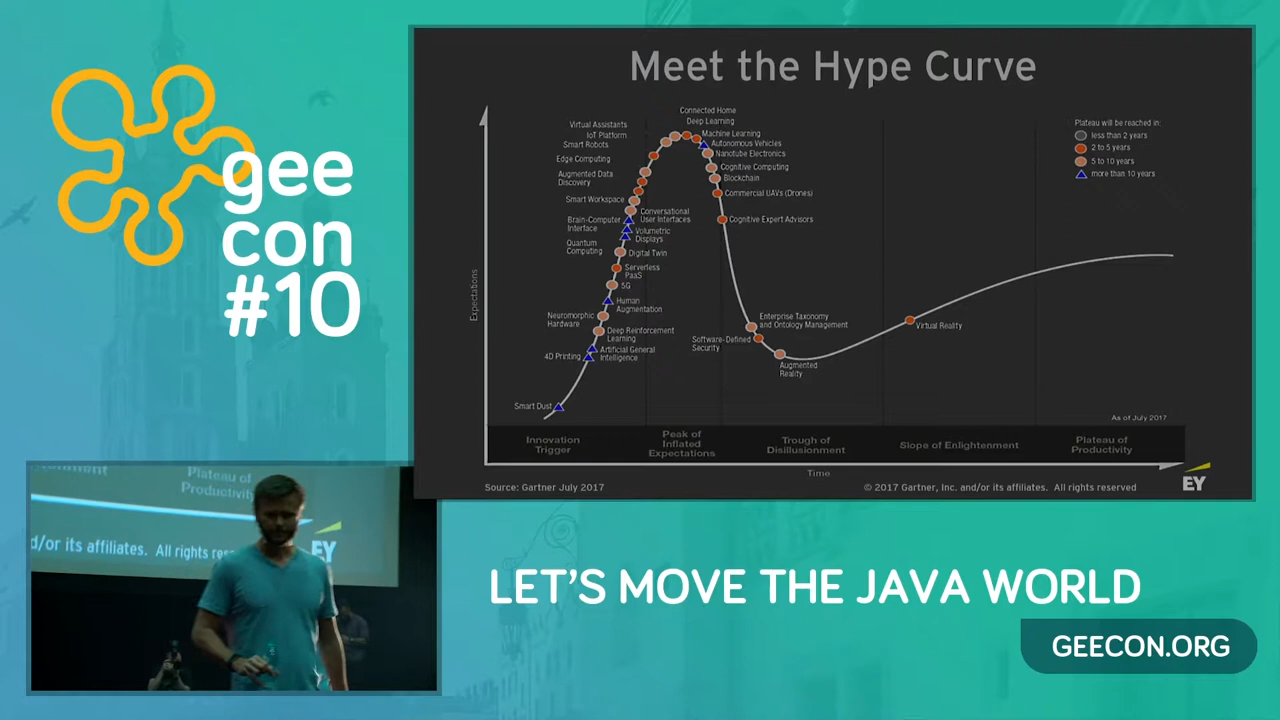 gee
con
#10
Meet the Hype Curve
Connected Home
Deep Learning
Virtual Assistants
IoT Platform
Machine Learning
Smart Robots
Autonomous Vehicles
Nanotube Electronics
Edge Computing
Cognitive Computing
Augmented Data
Discovery
Blockchain
Commercial UAVs (Drones)
Smart Workspace
Conversational
User Interfaces
Brain-Computer
Interface
Cognitive Expert Advisors
Volumetric
Displays
Quantum
Computing
Digital Twin
Serverless
PaaS
5G
Human
Augmentation
Neuromorphic
Hardware
Deep Reinforcement
Learning
Artificial General
Intelligence
4D Printing
Smart Dust
Enterprise Taxonomy
and Ontology Management
Software-Defined
Security
Augmented
Reality
Virtual Reality
Plateau will be reached in:
less than 2 years
2 to 5 years
5 to 10 years
more than 10 years
Expectations
As of July 2017
Innovation
Trigger
Peak of
Inflated
Expectations
Trough of
Disillusionment
Slope of Enlightenment
Plateau of
Productivity
Time
Source: Gartner July 2017
© 2017 Gartner, Inc. and/or its affiliates. All rights reserved
EY
Plateau of
Productivity
d/or its affiliates. All rights res
EY
LET'S MOVE THE JAVA WORLD
GEECON.ORG